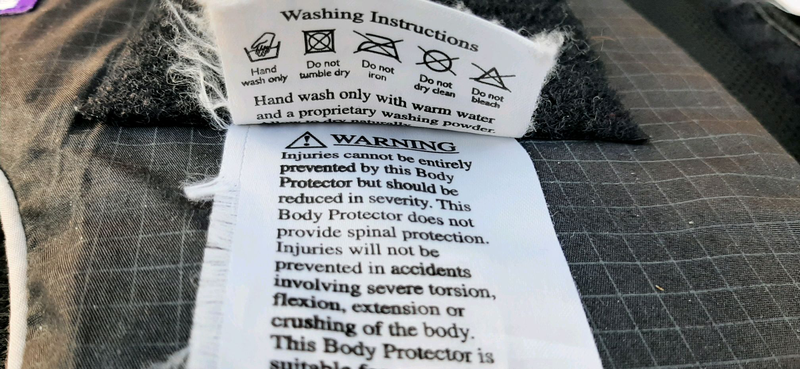 Washing Instructions
Hand
wash only
Do not
tumble dry
Do not
iron
Do not
dry clean
Do not
bleach
Hand wash only with warm water
and a proprietary washing powder.
WARNING
Injuries cannot be entirely
prevented by this Body
Protector but should be
reduced in severity. This
Body Protector does not
provide spinal protection.
Injuries will not be
prevented in accidents
involving severe torsion,
flexion, extension or
crushing of the body.
This Body Protector is
suitable